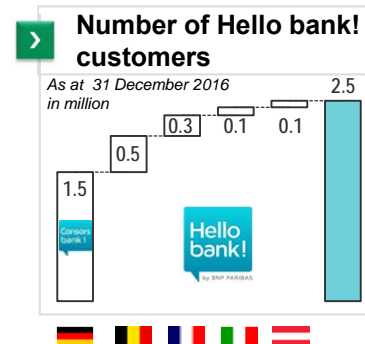 Number of Hello bank!
customers
As at 31 December 2016
in million
2.5
0.3
0.1
0.1
0.5
1.5
Consors
bank!
Hello
bank!
by BNP PARIBAS